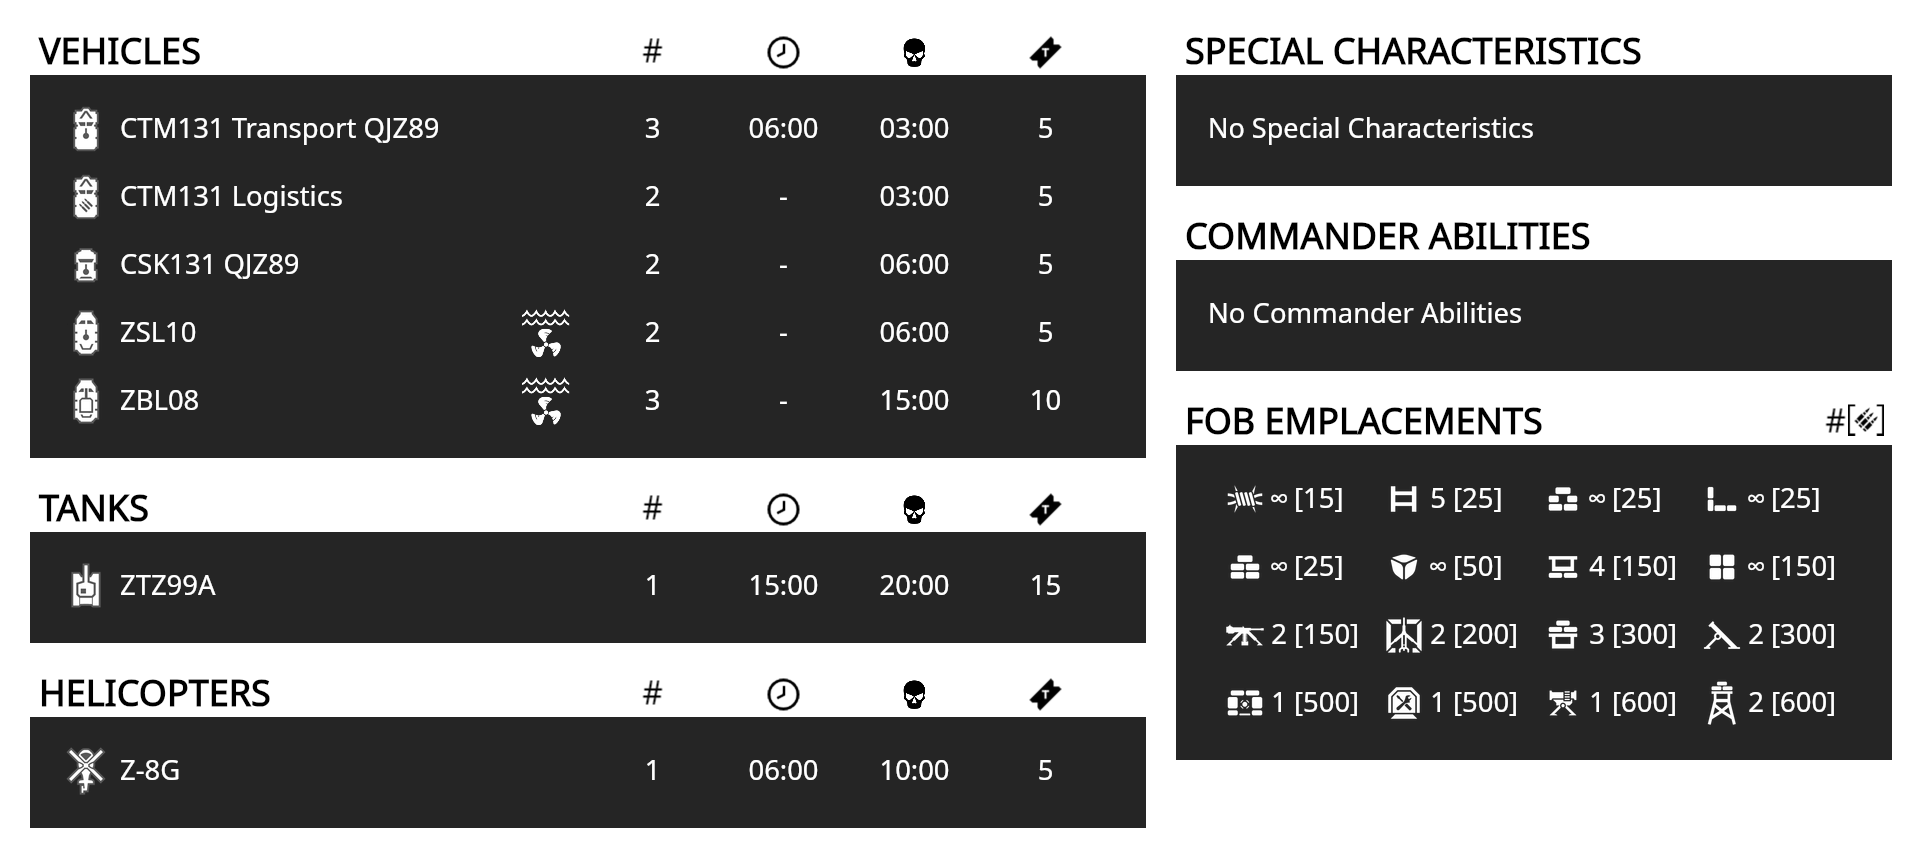 VEHICLES #
CTM131 Transport QJZ89 3 06:00 03:00 5
CTM131 Logistics 2 - 03:00 5
CSK131 QJZ89 2 - 06:00 5
ZSL10 2 - 06:00 5
ZBL08 3 - 15:00 10
TANKS #
ZTZ99A 1 15:00 20:00 15
HELICOPTERS #
Z-8G 1 06:00 10:00 5
SPECIAL CHARACTERISTICS
No Special Characteristics
COMMANDER ABILITIES
No Commander Abilities
FOB EMPLACEMENTS #[]
∞ [15] 5 [25] ∞ [25] ∞ [25]
∞ [25] ∞ [50] 4 [150] ∞ [150]
2 [150] 2 [200] 3 [300] 2 [300]
1 [500] 1 [500] 1 [600] 2 [600]